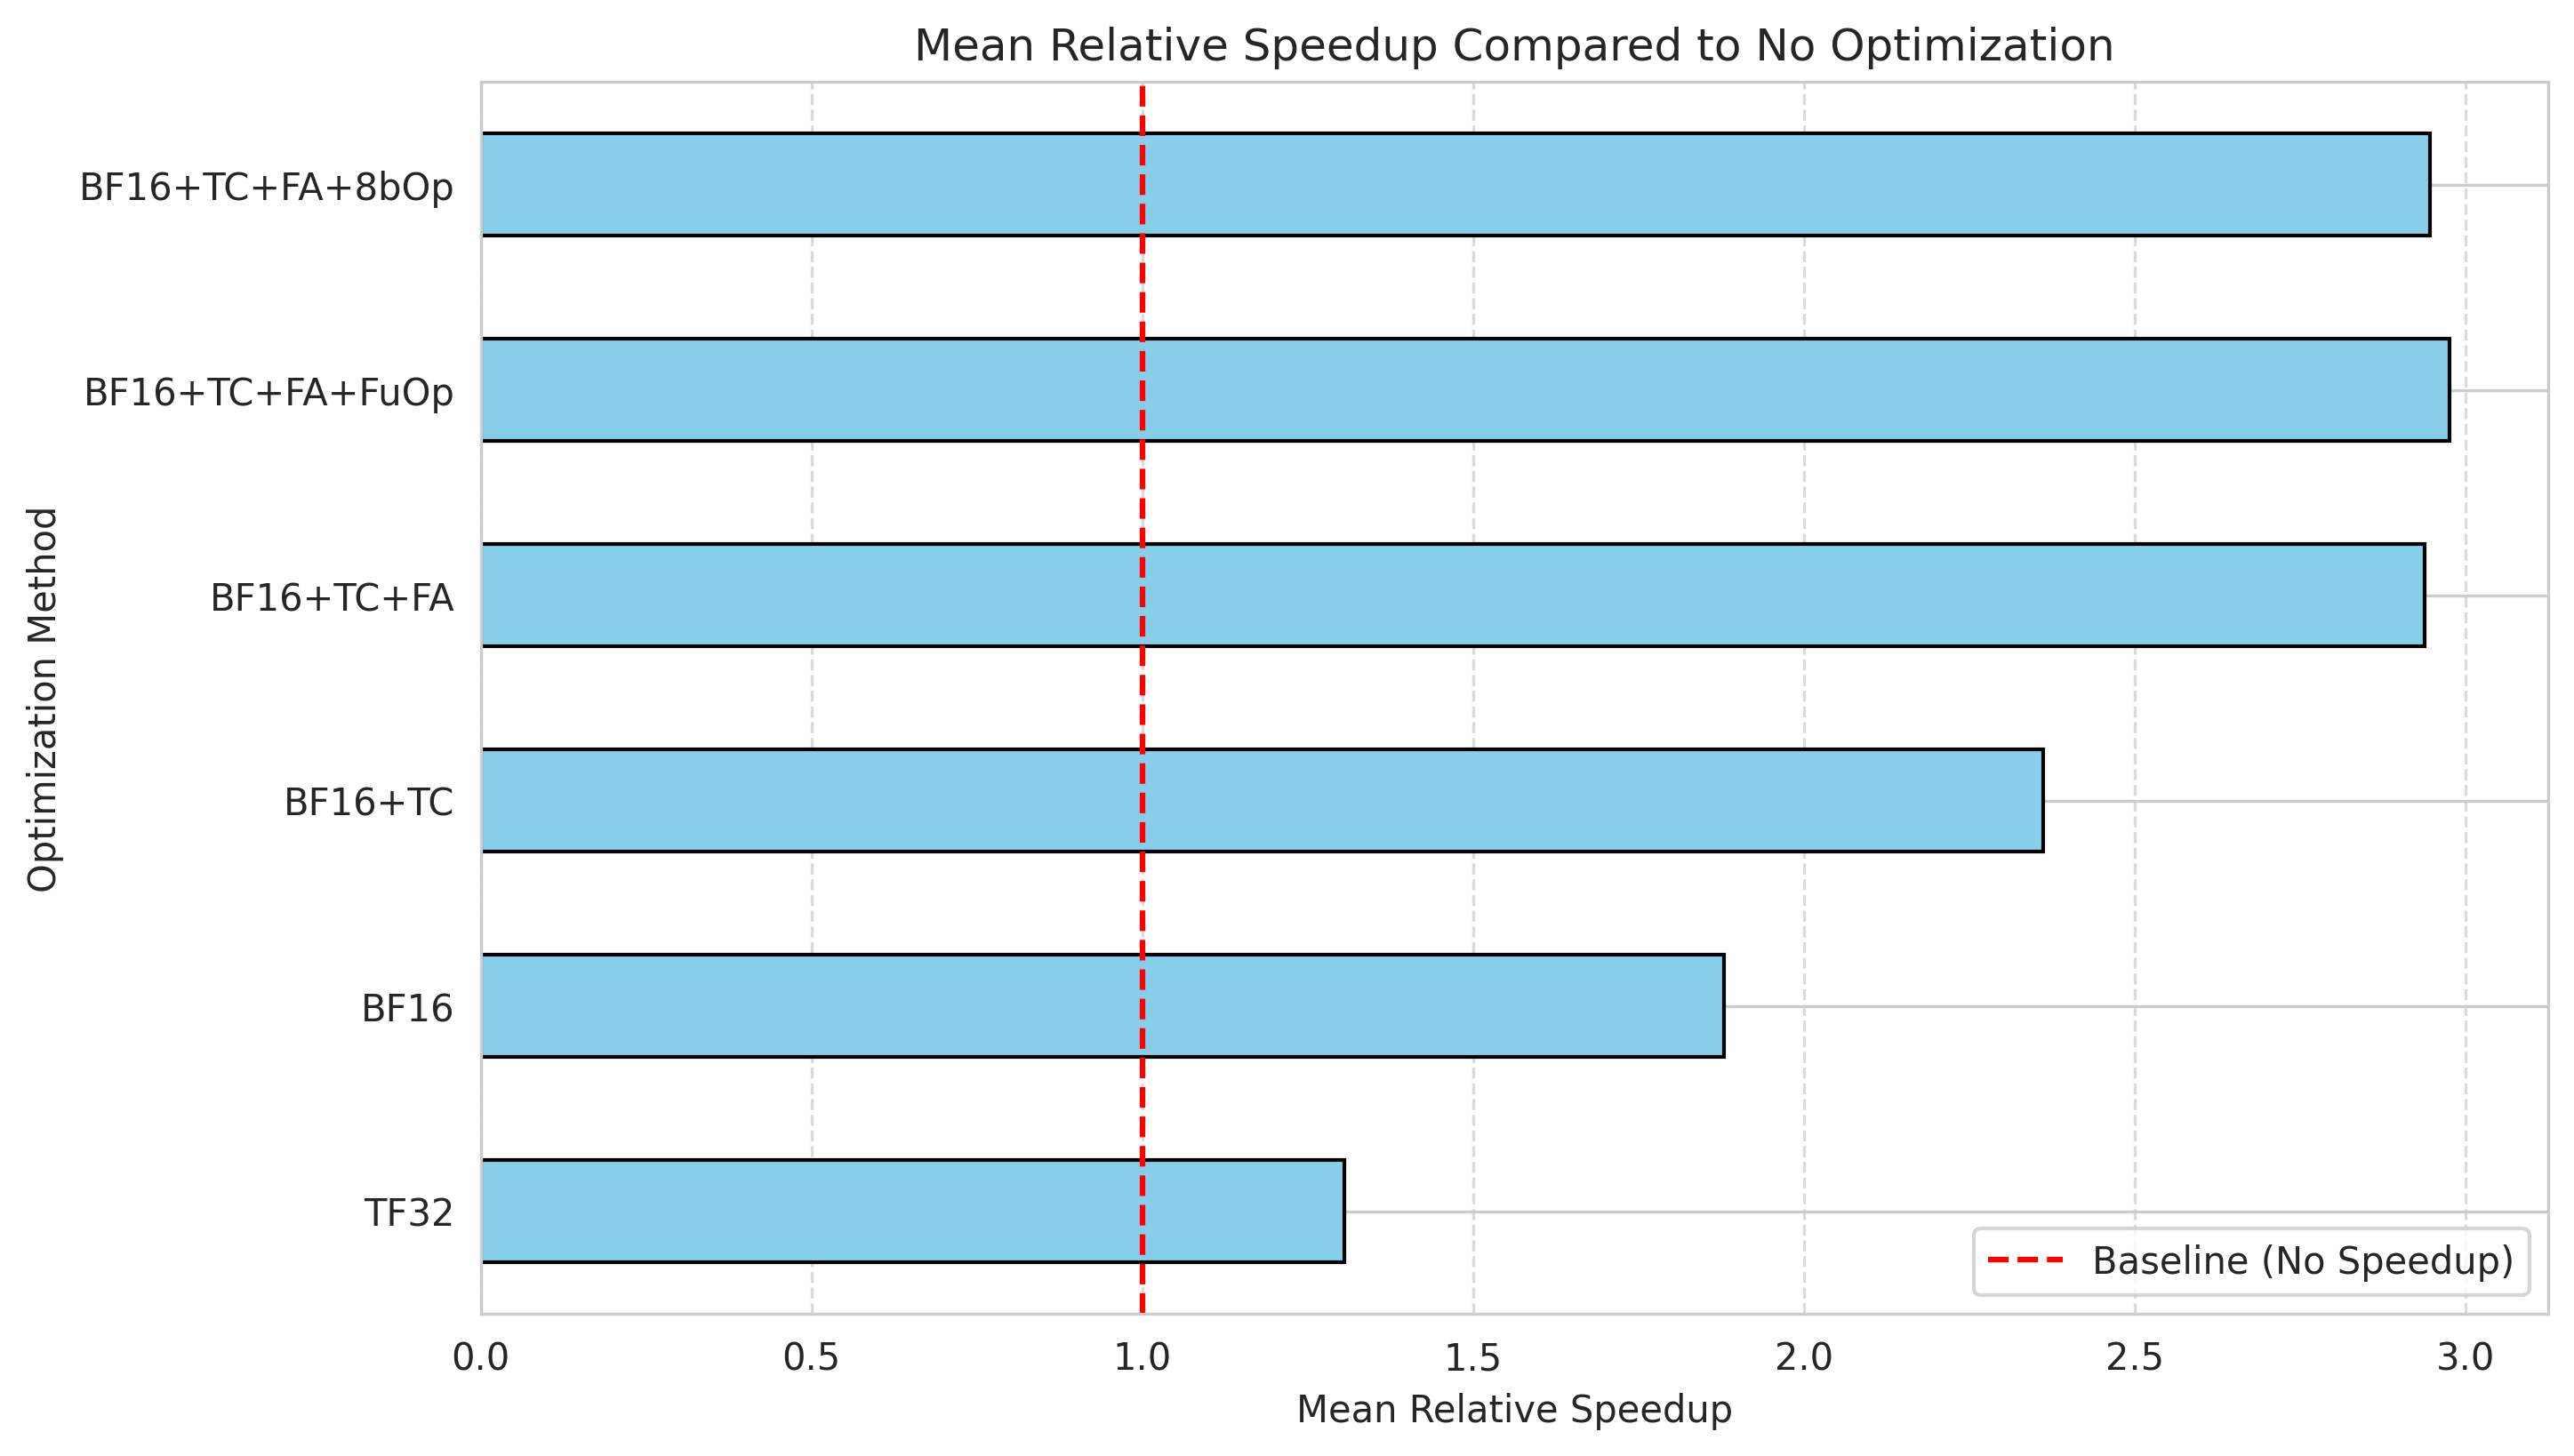 Mean Relative Speedup Compared to No Optimization
Optimization Method
BF16+TC+FA+8bOp
BF16+TC+FA+FuOp
BF16+TC+FA
BF16+TC
BF16
TF32
Baseline (No Speedup)
0.0 0.5 1.0 1.5 2.0 2.5 3.0
Mean Relative Speedup